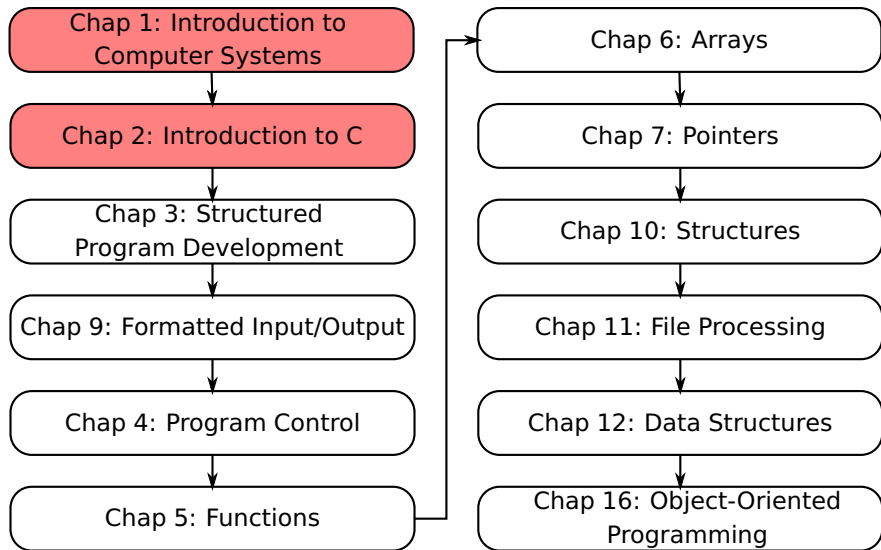 Chap 1: Introduction to
Computer Systems
Chap 2: Introduction to C
Chap 3: Structured
Program Development
Chap 9: Formatted Input/Output
Chap 4: Program Control
Chap 5: Functions
Chap 6: Arrays
Chap 7: Pointers
Chap 10: Structures
Chap 11: File Processing
Chap 12: Data Structures
Chap 16: Object-Oriented
Programming